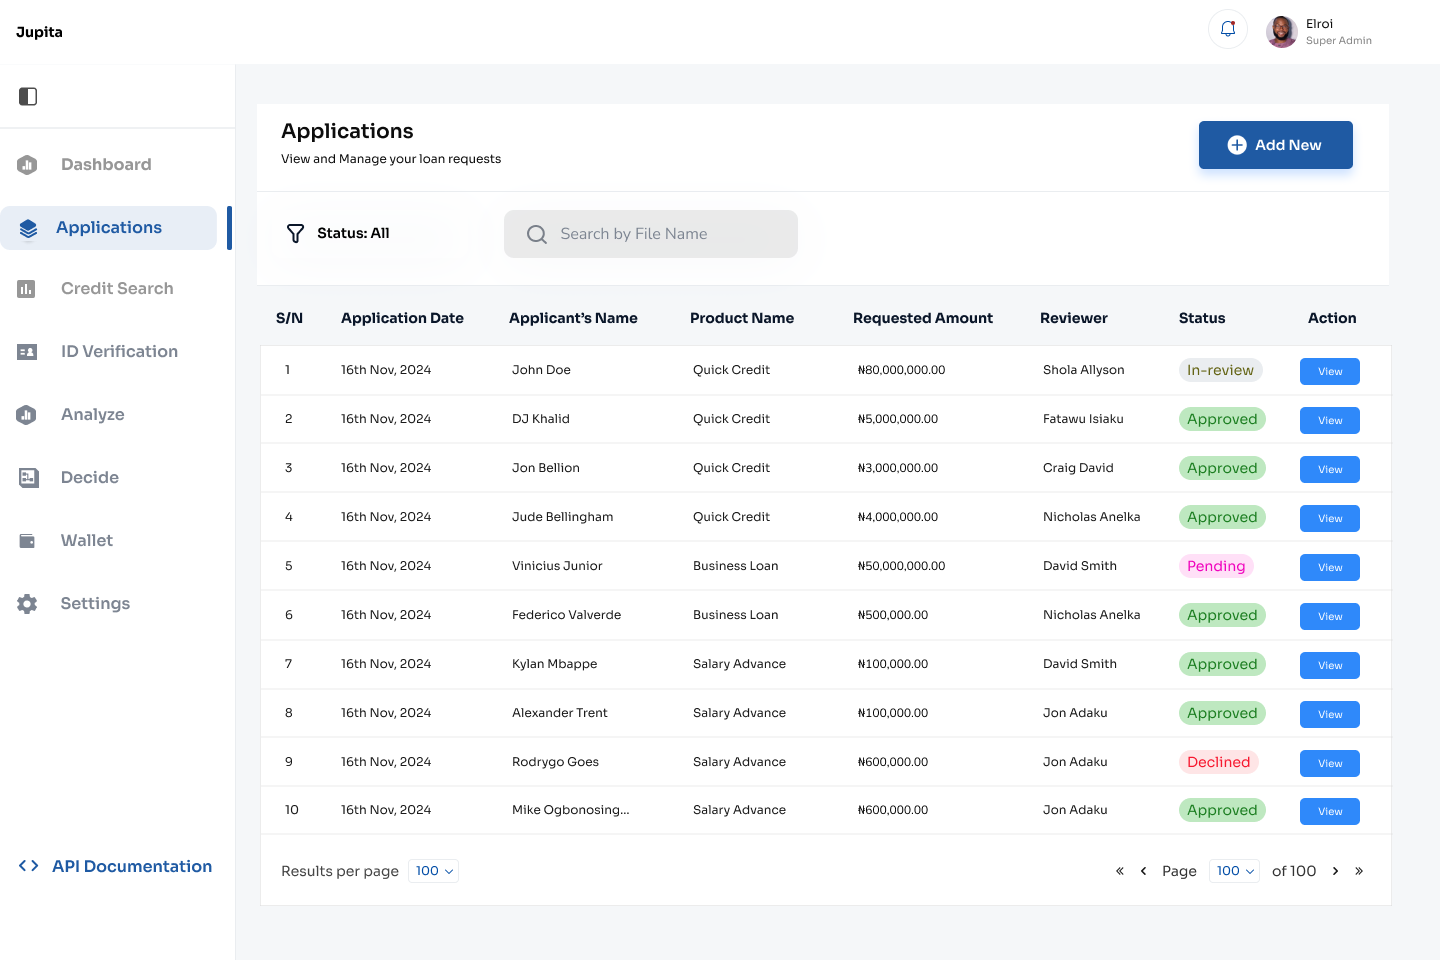 Jupita
Elroi
Super Admin
Dashboard
Applications
Credit Search
ID Verification
Analyze
Decide
Wallet
Settings
API Documentation
Applications
View and Manage your loan requests
Add New
Status: All
Search by File Name
S/N Application Date Applicant’s Name Product Name Requested Amount Reviewer Status Action
1 16th Nov, 2024 John Doe Quick Credit ₦80,000,000.00 Shola Allyson In-review View
2 16th Nov, 2024 DJ Khalid Quick Credit ₦5,000,000.00 Fatawu Isiaku Approved View
3 16th Nov, 2024 Jon Bellion Quick Credit ₦3,000,000.00 Craig David Approved View
4 16th Nov, 2024 Jude Bellingham Quick Credit ₦4,000,000.00 Nicholas Anelka Approved View
5 16th Nov, 2024 Vinicius Junior Business Loan ₦50,000,000.00 David Smith Pending View
6 16th Nov, 2024 Federico Valverde Business Loan ₦500,000.00 Nicholas Anelka Approved View
7 16th Nov, 2024 Kylan Mbappe Salary Advance ₦100,000.00 David Smith Approved View
8 16th Nov, 2024 Alexander Trent Salary Advance ₦100,000.00 Jon Adaku Approved View
9 16th Nov, 2024 Rodrygo Goes Salary Advance ₦600,000.00 Jon Adaku Declined View
10 16th Nov, 2024 Mike Ogbonosing... Salary Advance ₦600,000.00 Jon Adaku Approved View
Results per page 100 « ‹ Page 100 of 100 › »